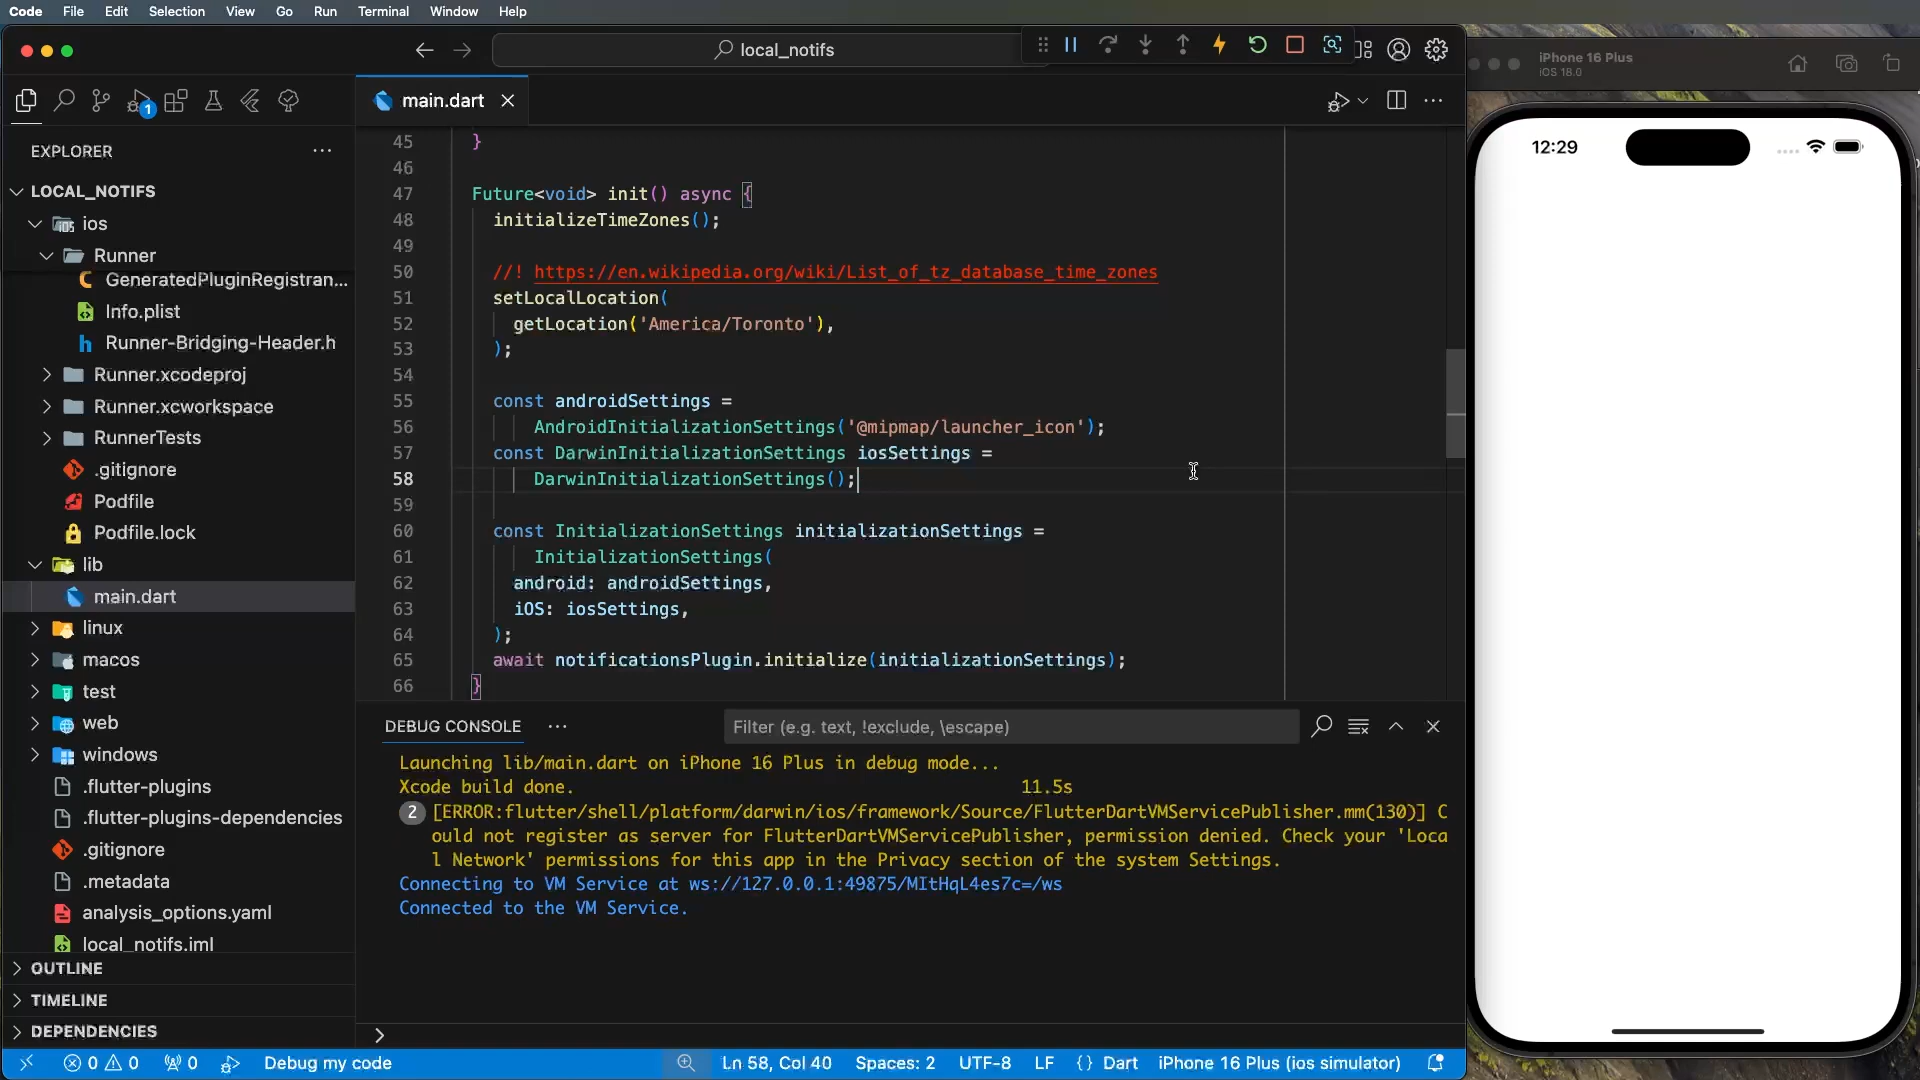 Code File Edit Selection View Go Run Terminal Window Help
local_notifs
iPhone 16 Plus
iOS 18.0
1
main.dart
12:29
EXPLORER
LOCAL_NOTIFS
ios
Runner
GeneratedPluginRegistran...
Info.plist
Runner-Bridging-Header.h
Runner.xcodeproj
Runner.xcworkspace
RunnerTests
.gitignore
Podfile
Podfile.lock
lib
main.dart
linux
macos
test
web
windows
.flutter-plugins
.flutter-plugins-dependencies
.gitignore
.metadata
analysis_options.yaml
local_notifs.iml
OUTLINE
TIMELINE
DEPENDENCIES
45 }
46
47 Future<void> init() async {
48 initializeTimeZones();
49
50 //! https://en.wikipedia.org/wiki/List_of_tz_database_time_zones
51 setLocalLocation(
52 getLocation('America/Toronto'),
53 );
54
55 const androidSettings =
56 AndroidInitializationSettings('@mipmap/launcher_icon');
57 const DarwinInitializationSettings iosSettings =
58 DarwinInitializationSettings();
59
60 const InitializationSettings initializationSettings =
61 InitializationSettings(
62 android: androidSettings,
63 iOS: iosSettings,
64 );
65 await notificationsPlugin.initialize(initializationSettings);
66 }
DEBUG CONSOLE
Filter (e.g. text, !exclude, \escape)
Launching lib/main.dart on iPhone 16 Plus in debug mode...
Xcode build done. 11.5s
2 [ERROR:flutter/shell/platform/darwin/ios/framework/Source/FlutterDartVMServicePublisher.mm(130)] C
ould not register as server for FlutterDartVMServicePublisher, permission denied. Check your 'Loca
l Network' permissions for this app in the Privacy section of the system Settings.
Connecting to VM Service at ws://127.0.0.1:49875/MItHqL4es7c=/ws
Connected to the VM Service.
0 0 0 Debug my code Ln 58, Col 40 Spaces: 2 UTF-8 LF {} Dart iPhone 16 Plus (ios simulator)